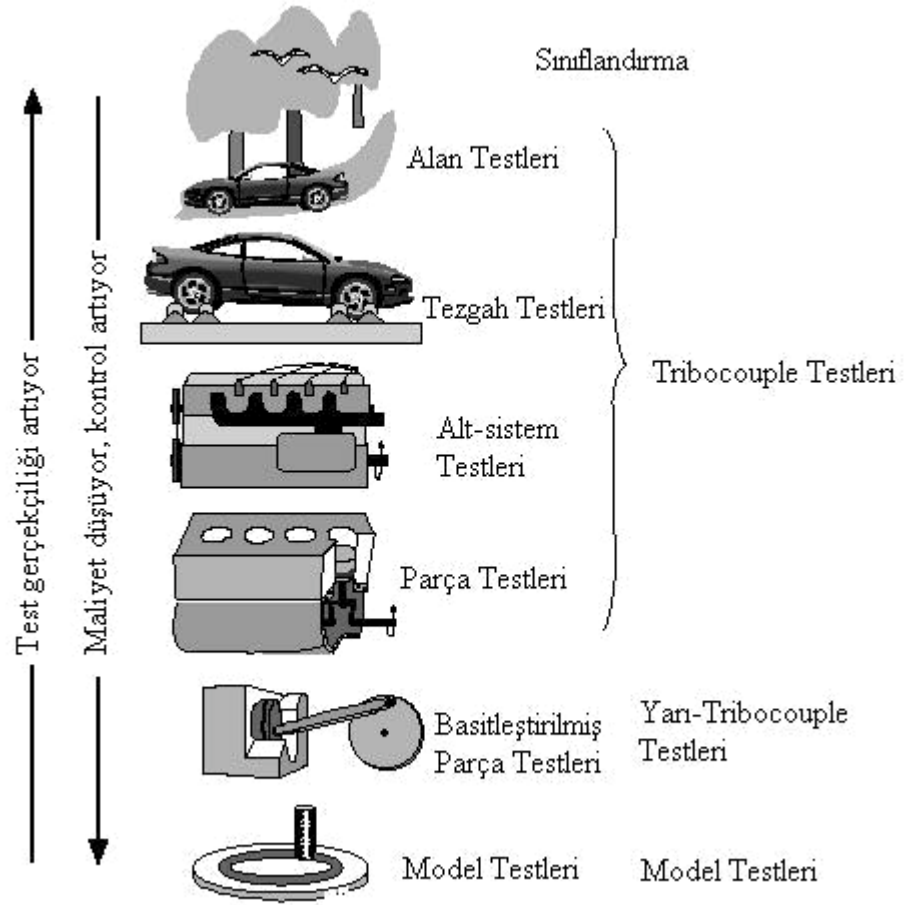 Sınıflandırma
Alan Testleri
Tezgah Testleri
Tribocouple Testleri
Alt-sistem
Testleri
Parça Testleri
Basitleştirilmiş
Parça Testleri
Yarı-Tribocouple
Testleri
Model Testleri
Model Testleri
Test gerçekçiliği artıyor
Maliyet düşüyor, kontrol artıyor